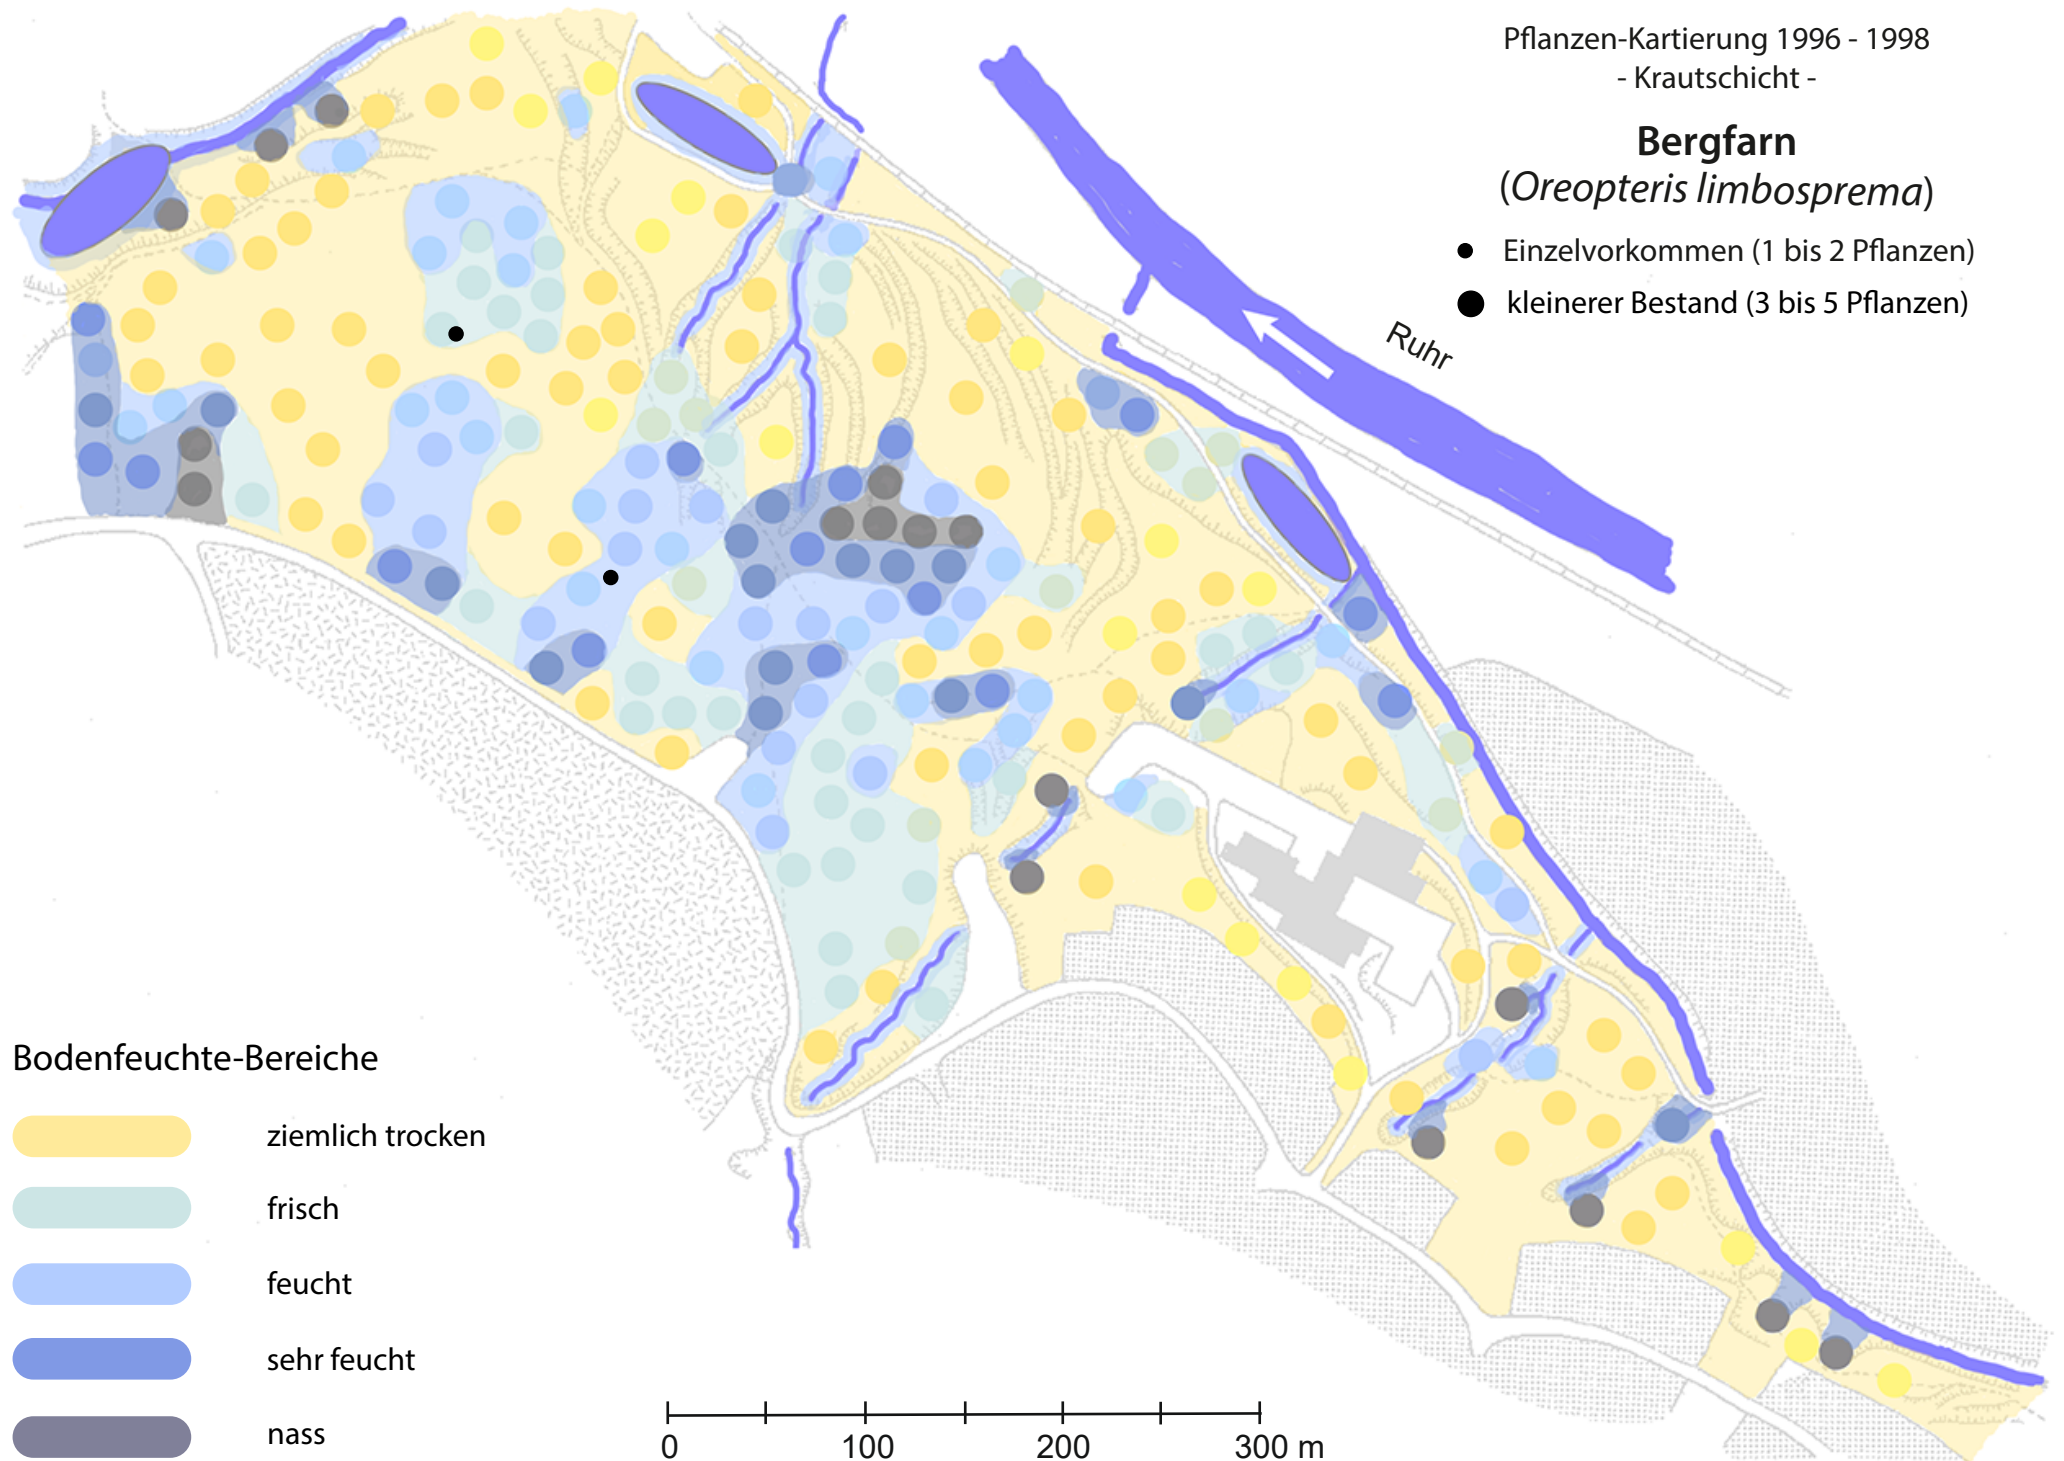 Pflanzen-Kartierung 1996 - 1998
- Krautschicht -
Bergfarn
(Oreopteris limbosprema)
Einzelvorkommen (1 bis 2 Pflanzen)
kleinerer Bestand (3 bis 5 Pflanzen)
Ruhr
Bodenfeuchte-Bereiche
ziemlich trocken
frisch
feucht
sehr feucht
nass
0 100 200 300 m